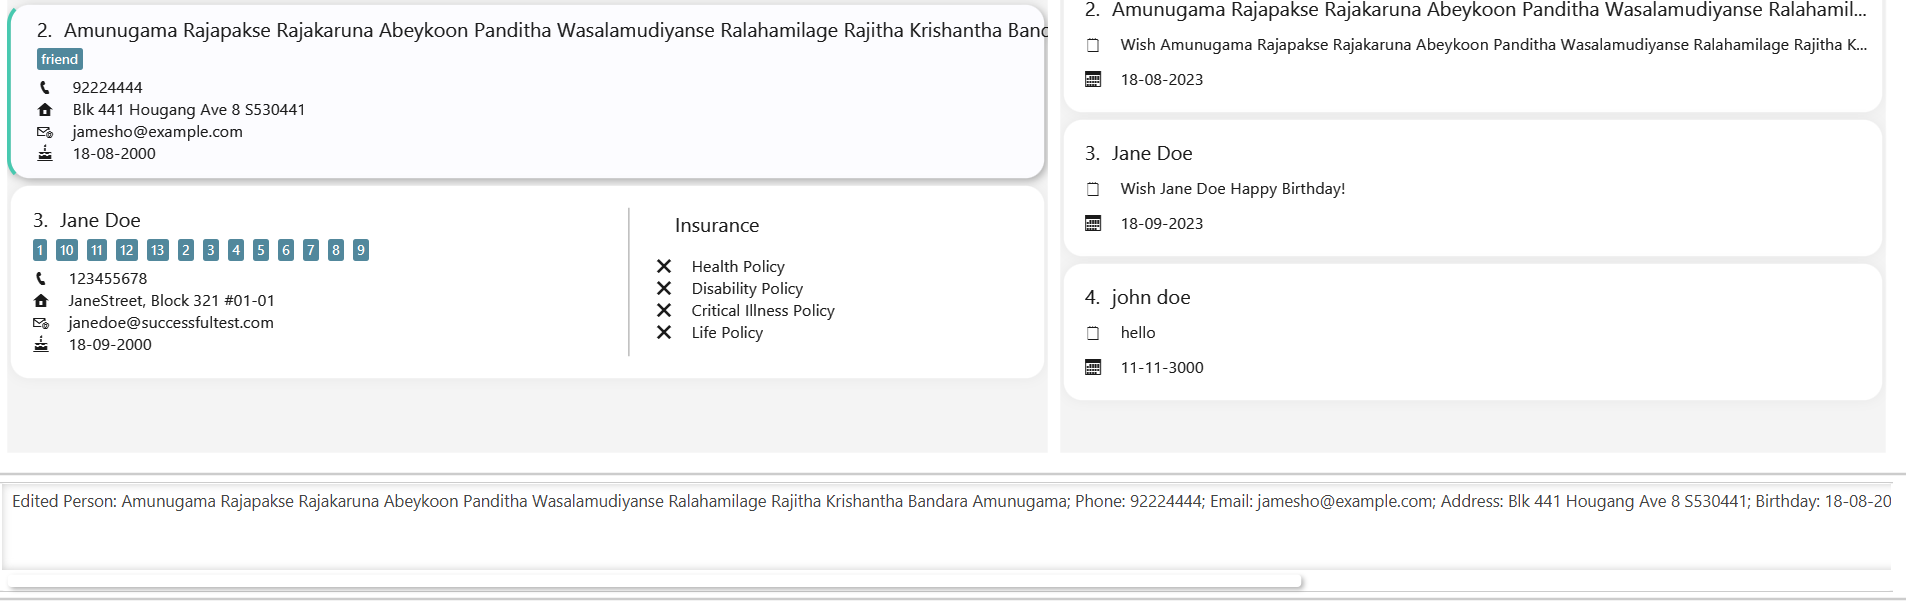 2. Amunugama Rajapakse Rajakaruna Abeykoon Panditha Wasalamudiyanse Ralahamilage Rajitha Krishantha Banc
friend
92224444
Blk 441 Hougang Ave 8 S530441
jamesho@example.com
18-08-2000
3. Jane Doe
1 10 11 12 13 2 3 4 5 6 7 8 9
123455678
JaneStreet, Block 321 #01-01
janedoe@successfultest.com
18-09-2000
Insurance
Health Policy
Disability Policy
Critical Illness Policy
Life Policy
2. Amunugama Rajapakse Rajakaruna Abeykoon Panditha Wasalamudiyanse Ralahamil...
Wish Amunugama Rajapakse Rajakaruna Abeykoon Panditha Wasalamudiyanse Ralahamilage Rajitha K...
18-08-2023
3. Jane Doe
Wish Jane Doe Happy Birthday!
18-09-2023
4. john doe
hello
11-11-3000
Edited Person: Amunugama Rajapakse Rajakaruna Abeykoon Panditha Wasalamudiyanse Ralahamilage Rajitha Krishantha Bandara Amunugama; Phone: 92224444; Email: jamesho@example.com; Address: Blk 441 Hougang Ave 8 S530441; Birthday: 18-08-20